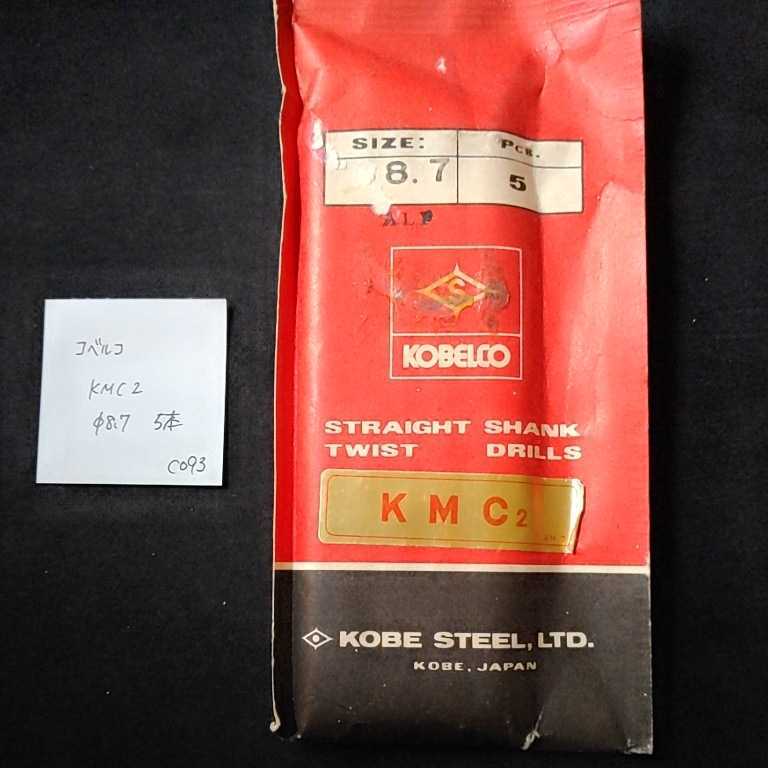 コベルコ
KMC2
φ8.7 5本
C093
SIZE: PCS.
8.7 5
S
KOBELCO
STRAIGHT SHANK
TWIST DRILLS
KMC2
KOBE STEEL, LTD.
KOBE, JAPAN